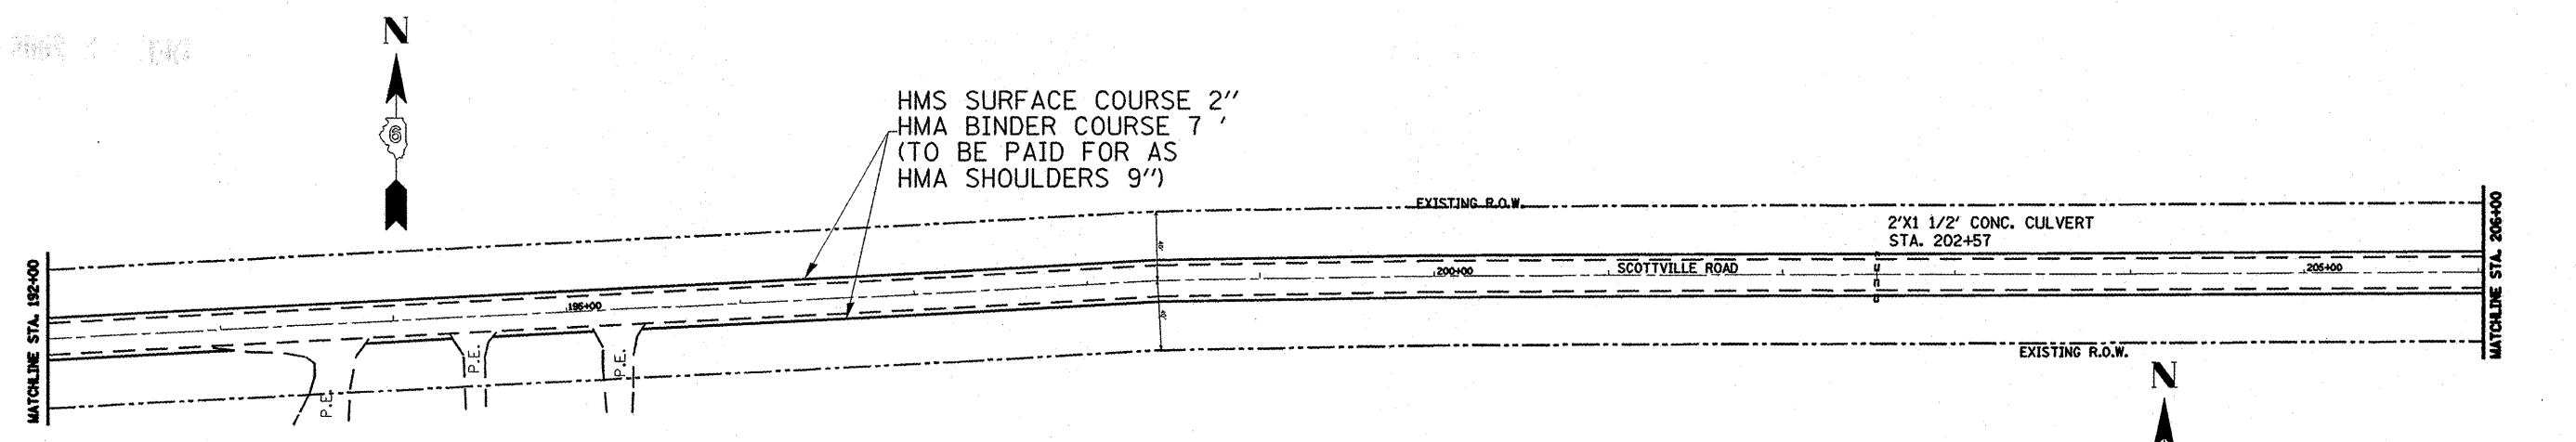 N
6
HMS SURFACE COURSE 2"
HMA BINDER COURSE 7 '
(TO BE PAID FOR AS
HMA SHOULDERS 9")
EXISTING R.O.W.
2'X1 1/2' CONC. CULVERT
STA. 202+57
MATCHLINE STA. 192+00
195+00
200+00
SCOTTVILLE ROAD
205+00
MATCHLINE STA. 206+00
P.E.
P.E.
P.E.
EXISTING R.O.W.
N